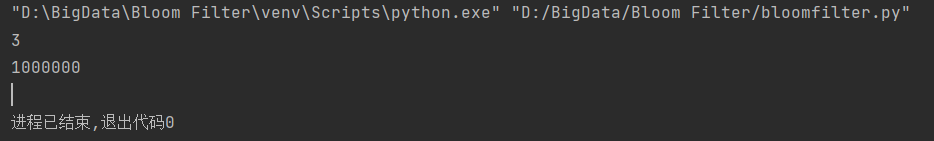 "D:\BigData\Bloom Filter\venv\Scripts\python.exe" "D:/BigData/Bloom Filter/bloomfilter.py"
3
1000000
进程已结束,退出代码0